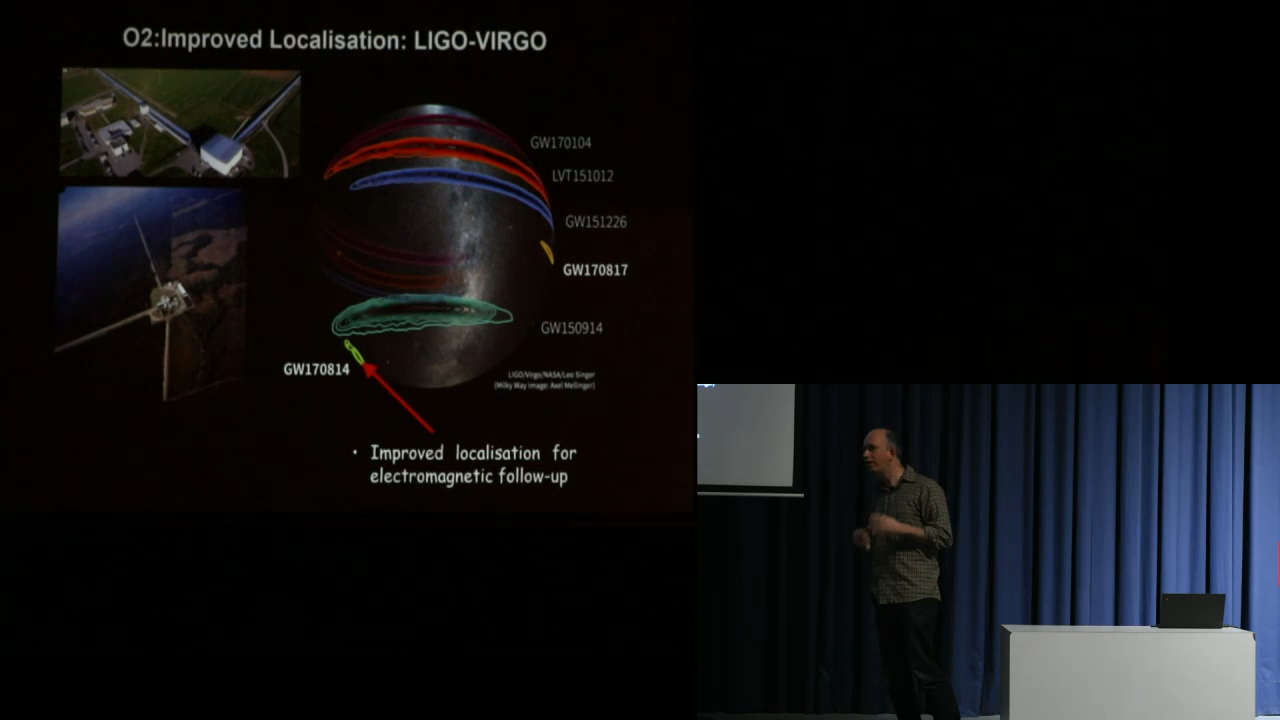 O2:Improved Localisation: LIGO-VIRGO
GW170104
LVT151012
GW151226
GW170817
GW150914
GW170814
LIGO/Virgo/NASA/Leo Singer
(Milky Way image: Axel Mellinger)
• Improved localisation for
electromagnetic follow-up